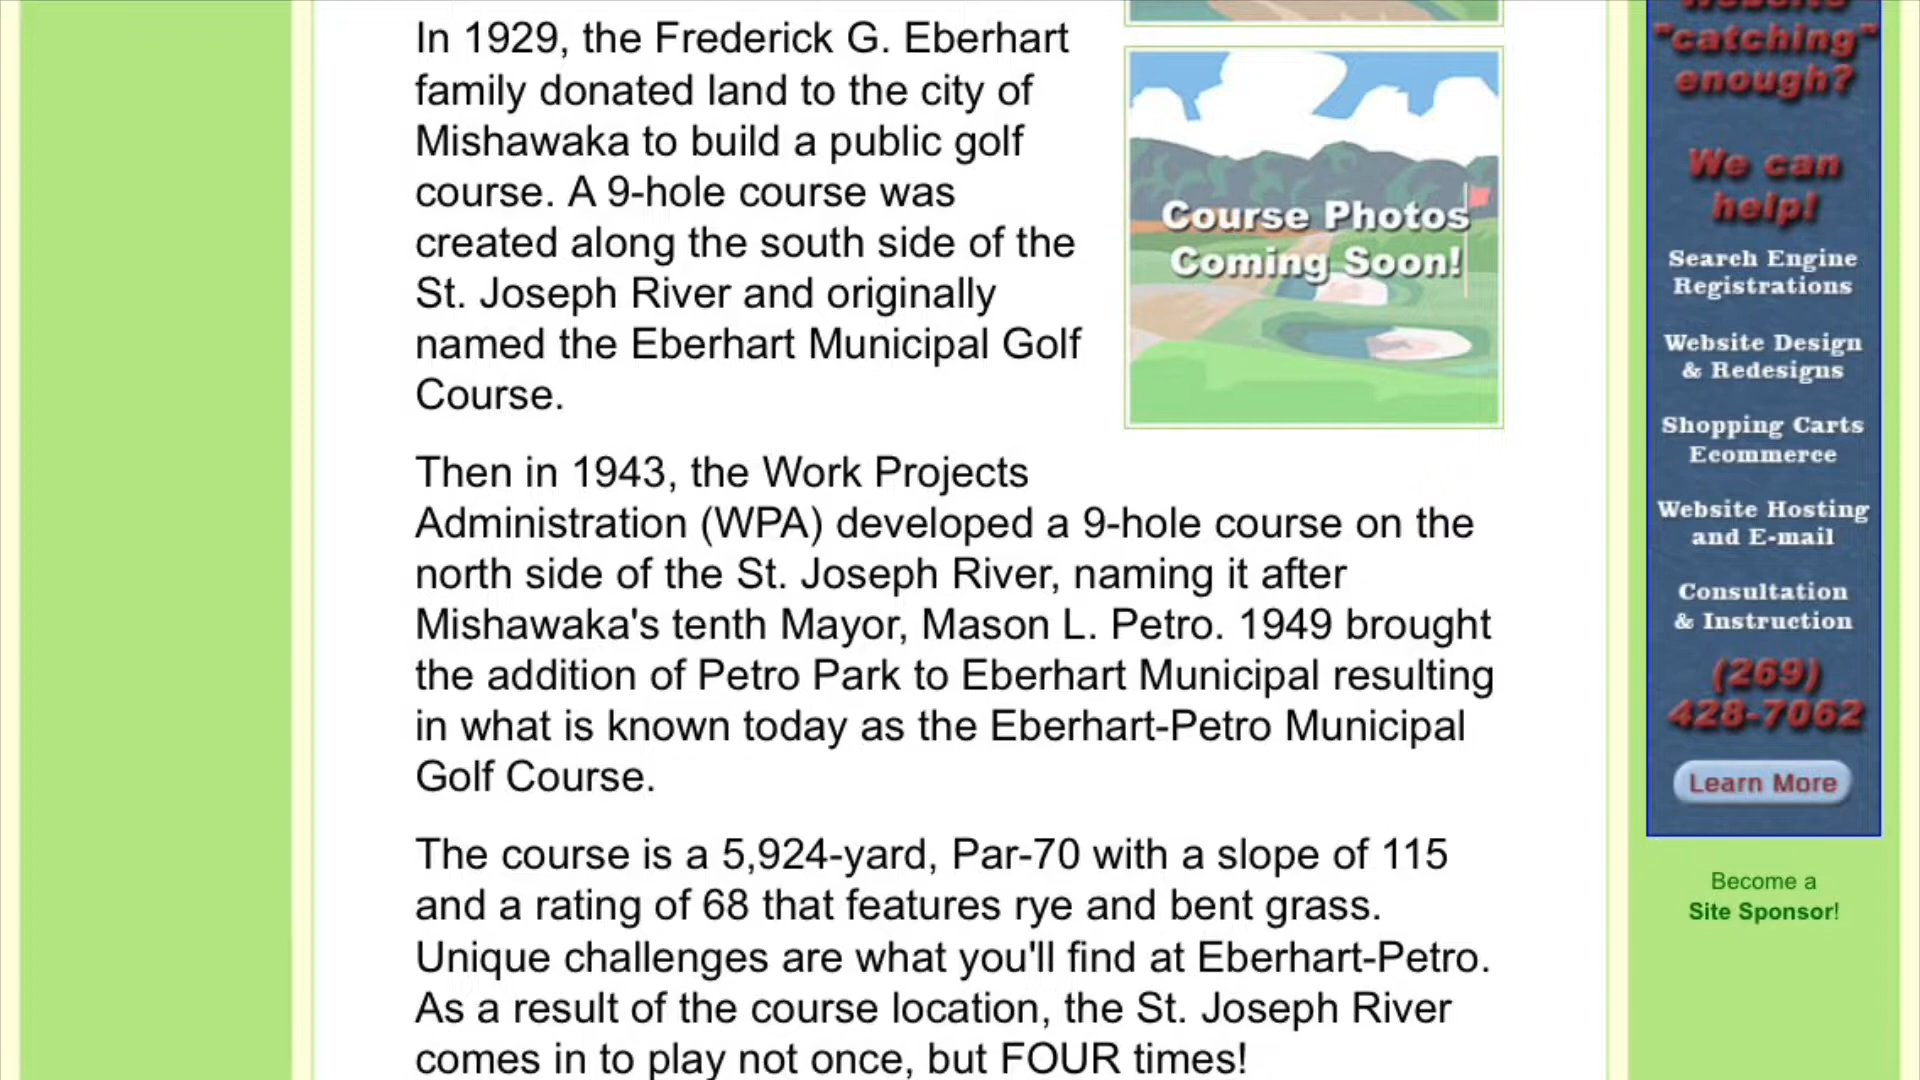 In 1929, the Frederick G. Eberhart
family donated land to the city of
Mishawaka to build a public golf
course. A 9-hole course was
created along the south side of the
St. Joseph River and originally
named the Eberhart Municipal Golf
Course.
Then in 1943, the Work Projects
Administration (WPA) developed a 9-hole course on the
north side of the St. Joseph River, naming it after
Mishawaka's tenth Mayor, Mason L. Petro. 1949 brought
the addition of Petro Park to Eberhart Municipal resulting
in what is known today as the Eberhart-Petro Municipal
Golf Course.
The course is a 5,924-yard, Par-70 with a slope of 115
and a rating of 68 that features rye and bent grass.
Unique challenges are what you'll find at Eberhart-Petro.
As a result of the course location, the St. Joseph River
comes in to play not once, but FOUR times!
Course Photos
Coming Soon!
Website
"catching"
enough?
We can
help!
Search Engine
Registrations
Website Design
& Redesigns
Shopping Carts
Ecommerce
Website Hosting
and E-mail
Consultation
& Instruction
(269)
428-7062
Learn More
Become a
Site Sponsor!